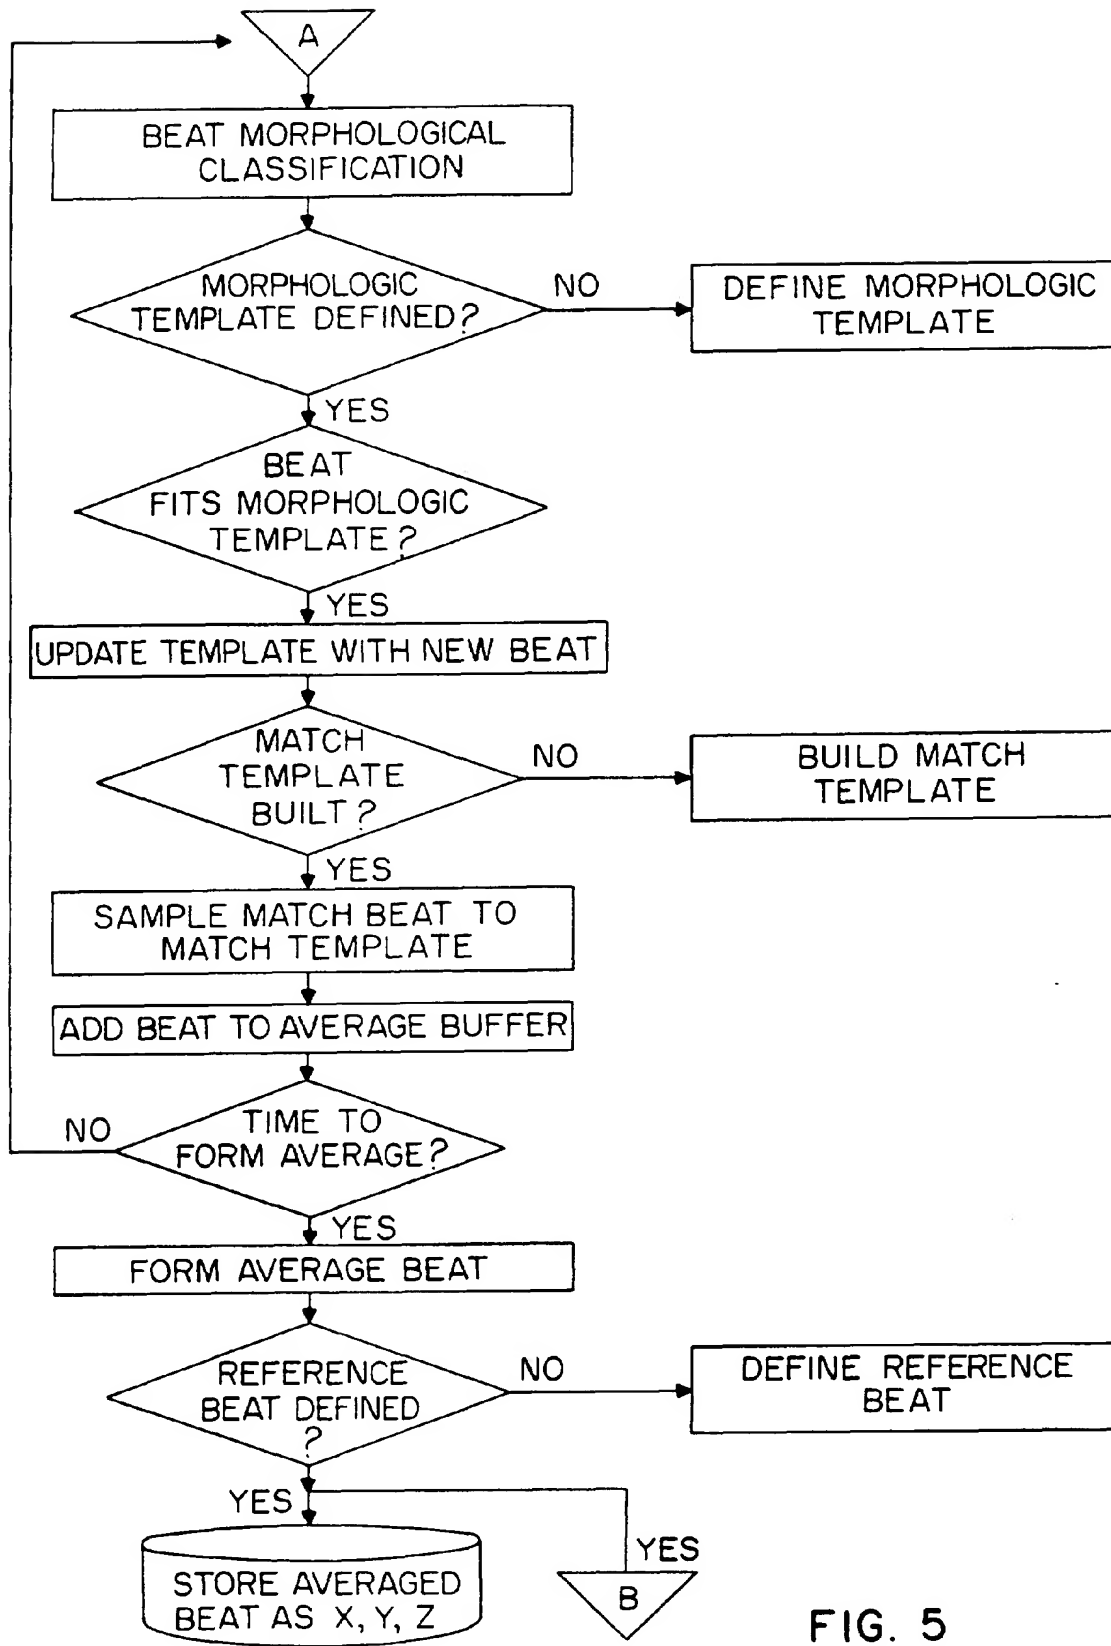 A
BEAT MORPHOLOGICAL
CLASSIFICATION
MORPHOLOGIC
TEMPLATE DEFINED?
NO
DEFINE MORPHOLOGIC
TEMPLATE
YES
BEAT
FITS MORPHOLOGIC
TEMPLATE?
YES
UPDATE TEMPLATE WITH NEW BEAT
MATCH
TEMPLATE
BUILT?
NO
BUILD MATCH
TEMPLATE
YES
SAMPLE MATCH BEAT TO
MATCH TEMPLATE
ADD BEAT TO AVERAGE BUFFER
NO
TIME TO
FORM AVERAGE?
YES
FORM AVERAGE BEAT
REFERENCE
BEAT DEFINED
?
NO
DEFINE REFERENCE
BEAT
YES
STORE AVERAGED
BEAT AS X, Y, Z
YES
B
FIG. 5